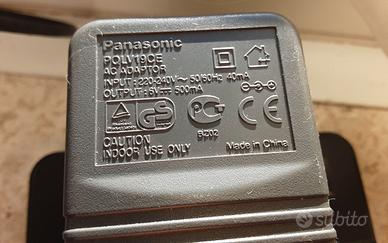 Panasonic
PQLV19CE
AC ADAPTOR
INPUT : 220-240V~ 50/60Hz 40mA
OUTPUT : 6V⎓ 500mA
GS
BZ02
CAUTION
INDOOR USE ONLY
Made in China
subito